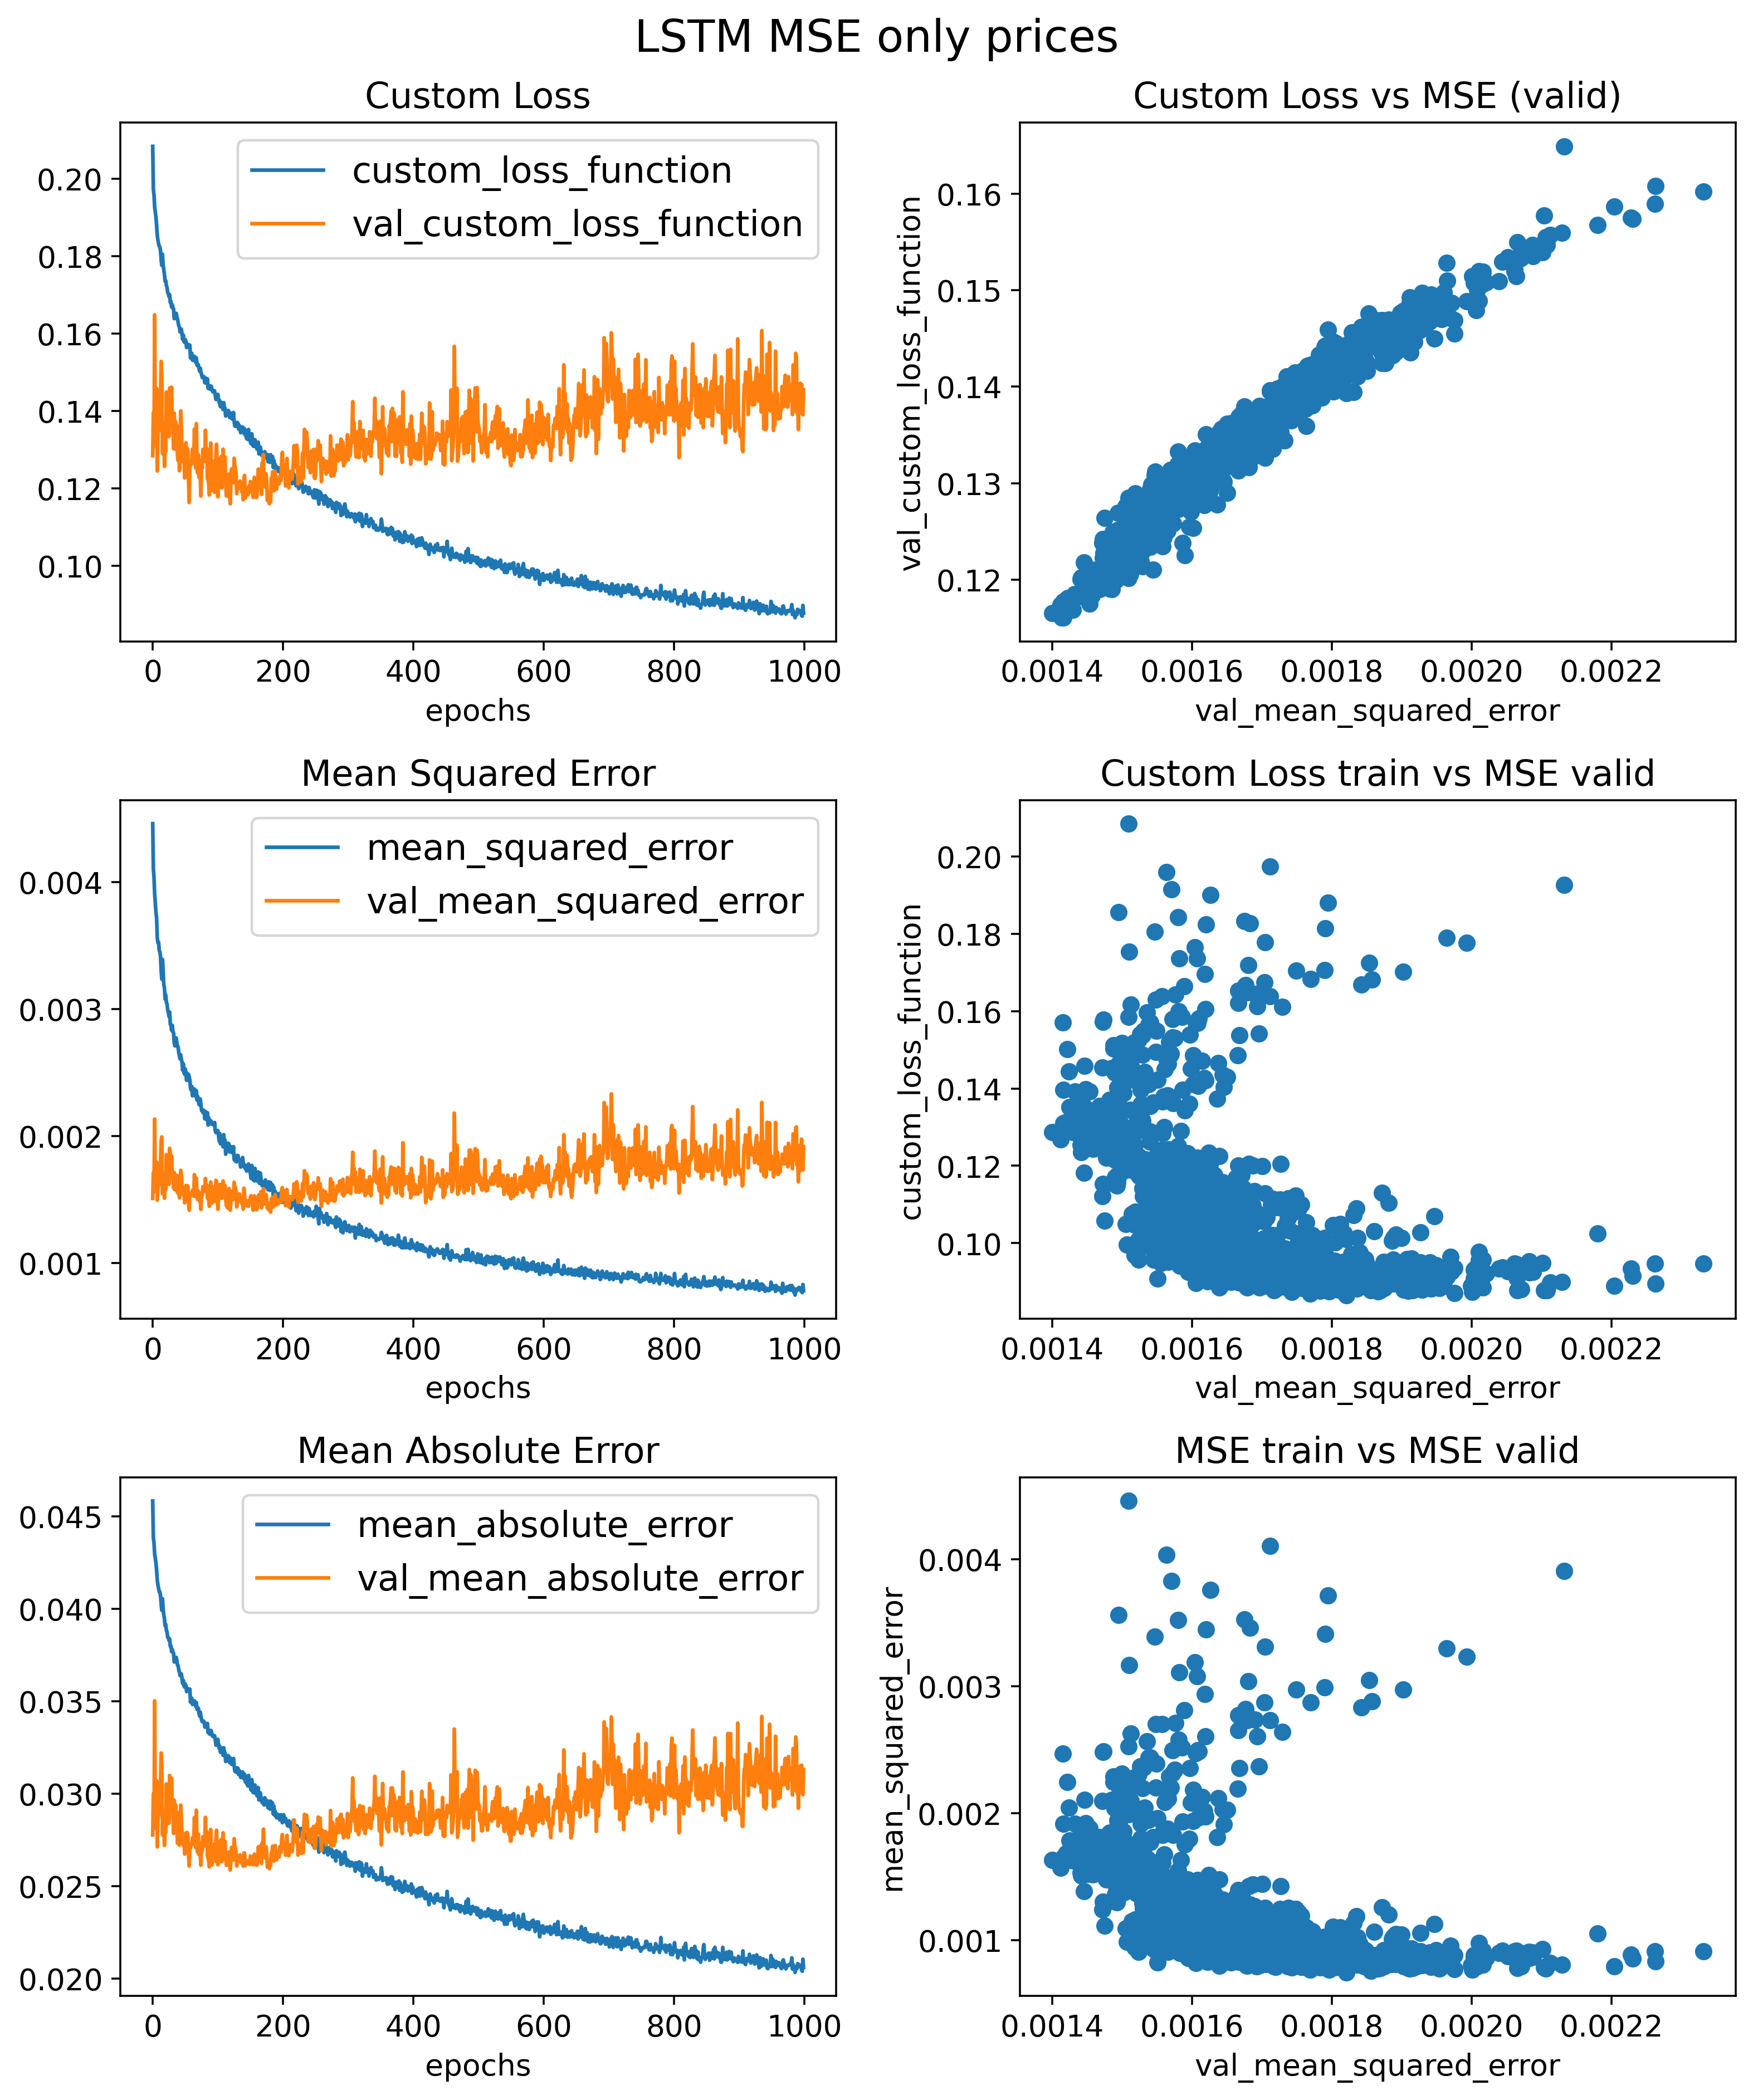 LSTM MSE only prices
Custom Loss
custom_loss_function
val_custom_loss_function
0.20
0.18
0.16
0.14
0.12
0.10
0
200
400
600
800
1000
epochs
Custom Loss vs MSE (valid)
val_custom_loss_function
0.16
0.15
0.14
0.13
0.12
0.0014
0.0016
0.0018
0.0020
0.0022
val_mean_squared_error
Mean Squared Error
mean_squared_error
val_mean_squared_error
0.004
0.003
0.002
0.001
0
200
400
600
800
1000
epochs
Custom Loss train vs MSE valid
custom_loss_function
0.20
0.18
0.16
0.14
0.12
0.10
0.0014
0.0016
0.0018
0.0020
0.0022
val_mean_squared_error
Mean Absolute Error
mean_absolute_error
val_mean_absolute_error
0.045
0.040
0.035
0.030
0.025
0.020
0
200
400
600
800
1000
epochs
MSE train vs MSE valid
mean_squared_error
0.004
0.003
0.002
0.001
0.0014
0.0016
0.0018
0.0020
0.0022
val_mean_squared_error